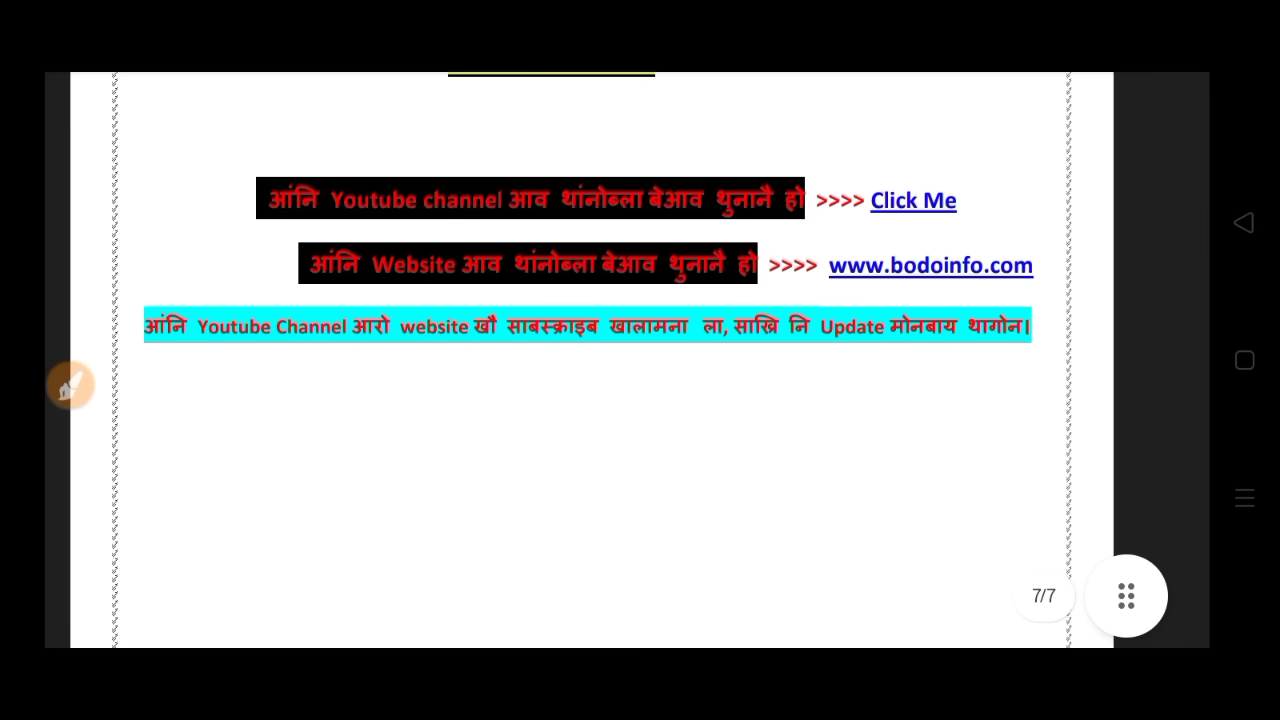 आंनि Youtube channel आव थांनोब्ला बेआव थुनानै हो >>>> Click Me
आंनि Website आव थांनोब्ला बेआव थुनानै हो >>>> www.bodoinfo.com
आंनि Youtube Channel आरो website खौ साबस्क्राइब खालामना ला, साख्रि नि Update मोनबाय थागोन।
7/7